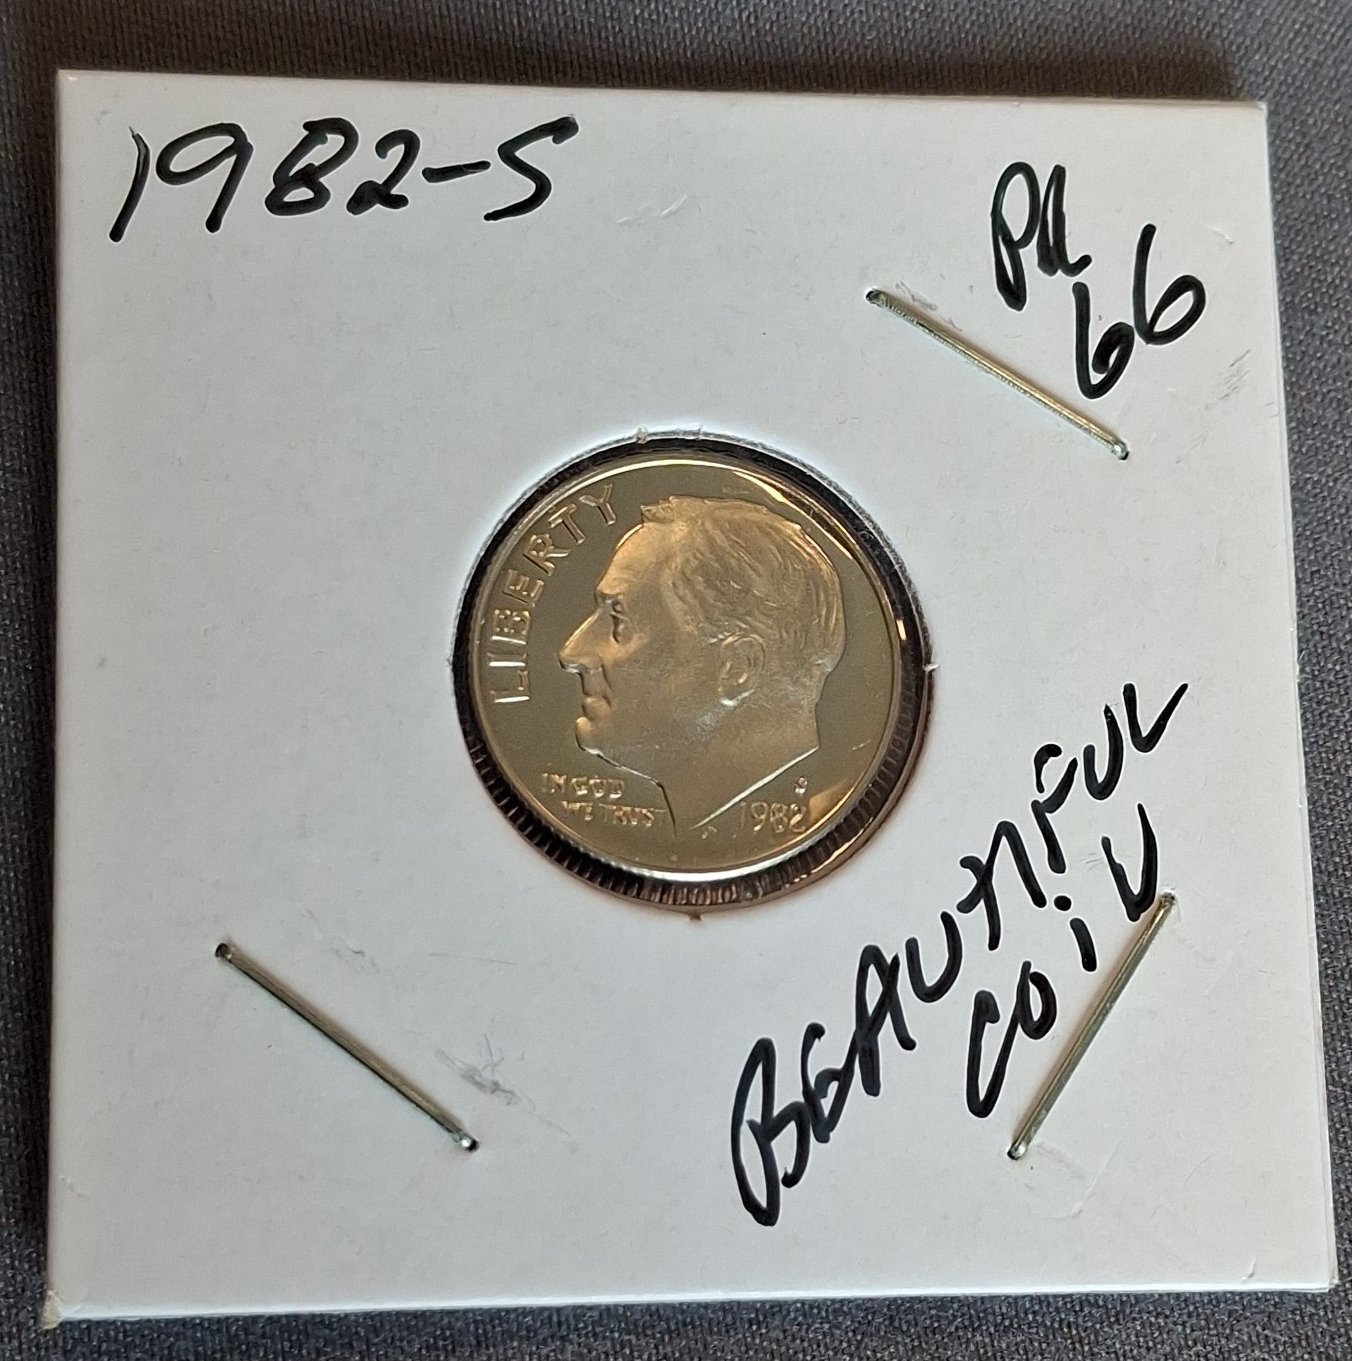 1982-S
PR
66
LIBERTY
IN GOD
WE TRUST
S
1982
BEAUTIFUL
COIN